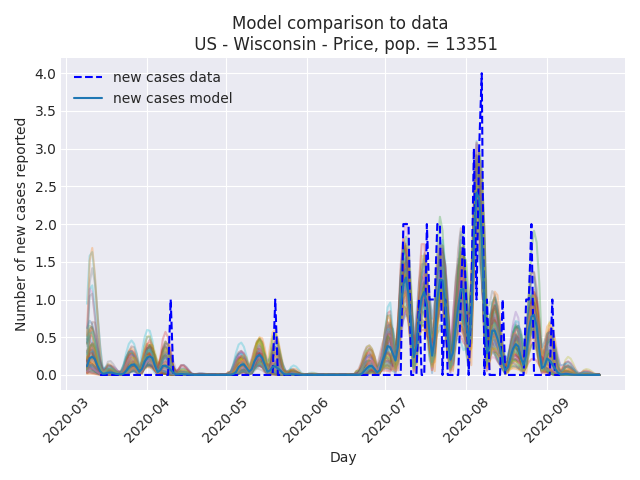 Model comparison to data
US - Wisconsin - Price, pop. = 13351
new cases data
new cases model
Number of new cases reported
4.0
3.5
3.0
2.5
2.0
1.5
1.0
0.5
0.0
2020-03
2020-04
2020-05
2020-06
2020-07
2020-08
2020-09
Day